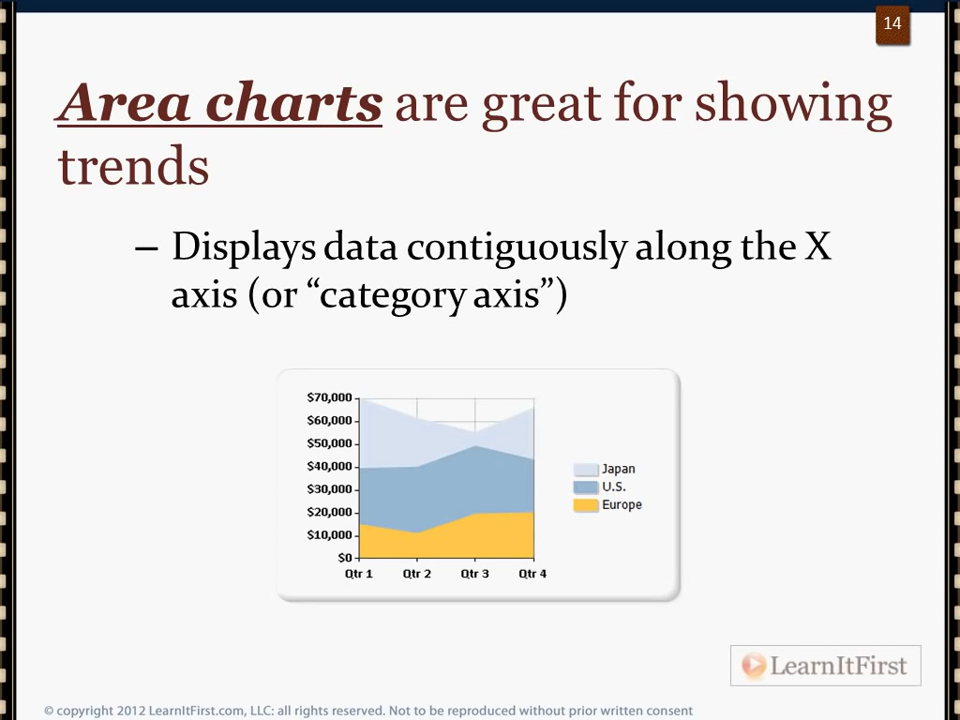 14
Area charts are great for showing
trends
– Displays data contiguously along the X
axis (or “category axis”)
$70,000
$60,000
$50,000
$40,000
$30,000
$20,000
$10,000
$0
Qtr 1 Qtr 2 Qtr 3 Qtr 4
Japan
U.S.
Europe
LearnItFirst
© copyright 2012 LearnItFirst.com, LLC: all rights reserved. Not to be reproduced without prior written consent